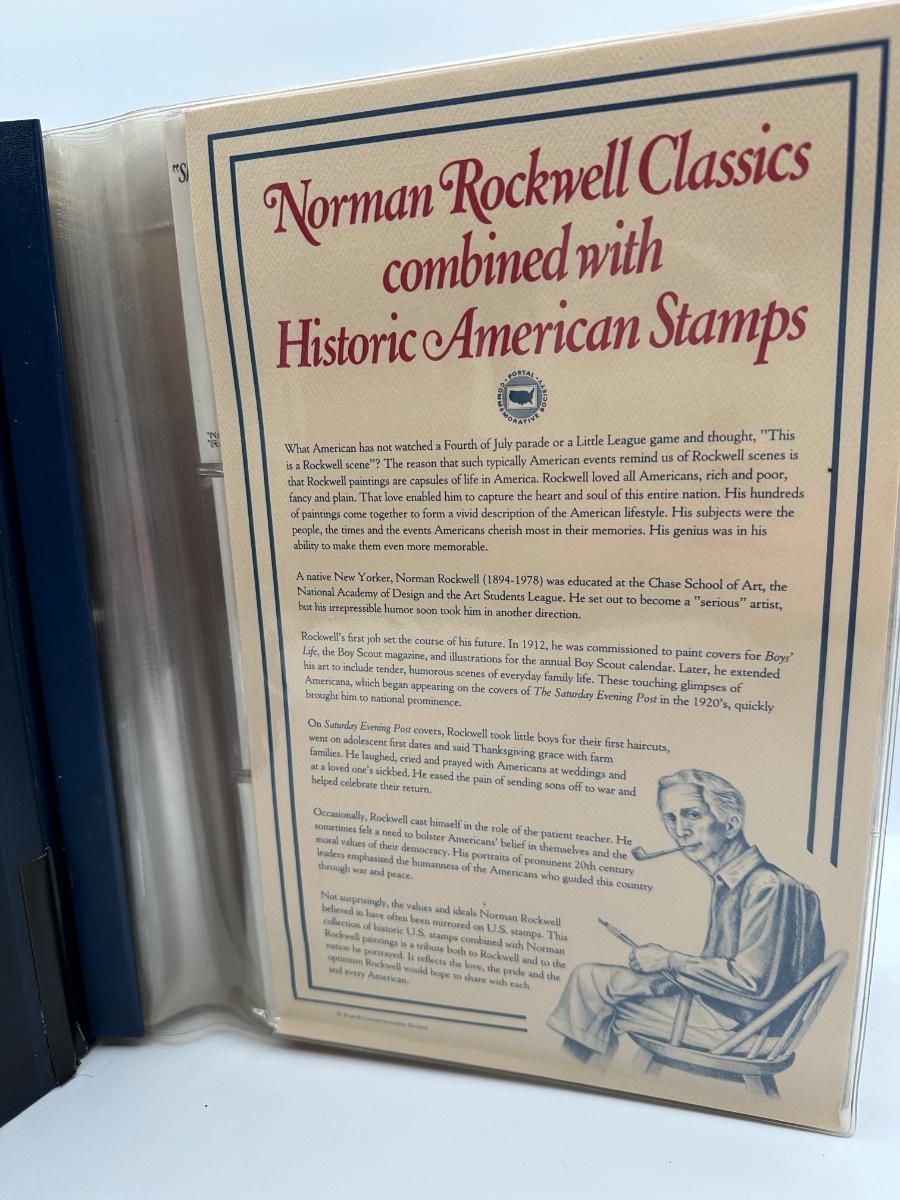 "S
Norman Rockwell Classics
combined with
Historic American Stamps
POSTAL
COMMEMORATIVE SOCIETY
What American has not watched a Fourth of July parade or a Little League game and thought, "This
is a Rockwell scene"? The reason that such typically American events remind us of Rockwell scenes is
that Rockwell paintings are capsules of life in America. Rockwell loved all Americans, rich and poor,
fancy and plain. That love enabled him to capture the heart and soul of this entire nation. His hundreds
of paintings come together to form a vivid description of the American lifestyle. His subjects were the
people, the times and the events Americans cherish most in their memories. His genius was in his
ability to make them even more memorable.
A native New Yorker, Norman Rockwell (1894-1978) was educated at the Chase School of Art, the
National Academy of Design and the Art Students League. He set out to become a "serious" artist,
but his irrepressible humor soon took him in another direction.
Rockwell's first job set the course of his future. In 1912, he was commissioned to paint covers for Boys'
Life, the Boy Scout magazine, and illustrations for the annual Boy Scout calendar. Later, he extended
his art to include tender, humorous scenes of everyday family life. These touching glimpses of
Americana, which began appearing on the covers of The Saturday Evening Post in the 1920's, quickly
brought him to national prominence.
On Saturday Evening Post covers, Rockwell took little boys for their first haircuts,
went on adolescent first dates and said Thanksgiving grace with farm
families. He laughed, cried and prayed with Americans at weddings and
at a loved one's sickbed. He eased the pain of sending sons off to war and
helped celebrate their return.
Occasionally, Rockwell cast himself in the role of the patient teacher. He
sometimes felt a need to bolster Americans' belief in themselves and the
moral values of their democracy. His portraits of prominent 20th century
leaders emphasized the humanness of the Americans who guided this country
through war and peace.
Not surprisingly, the values and ideals Norman Rockwell
believed in have often been mirrored on U.S. stamps. This
collection of historic U.S. stamps combined with Norman
Rockwell paintings is a tribute both to Rockwell and to the
nation he portrayed. It reflects the love, the pride and the
optimism Rockwell would hope to share with each
and every American.
© Postal Commemorative Society